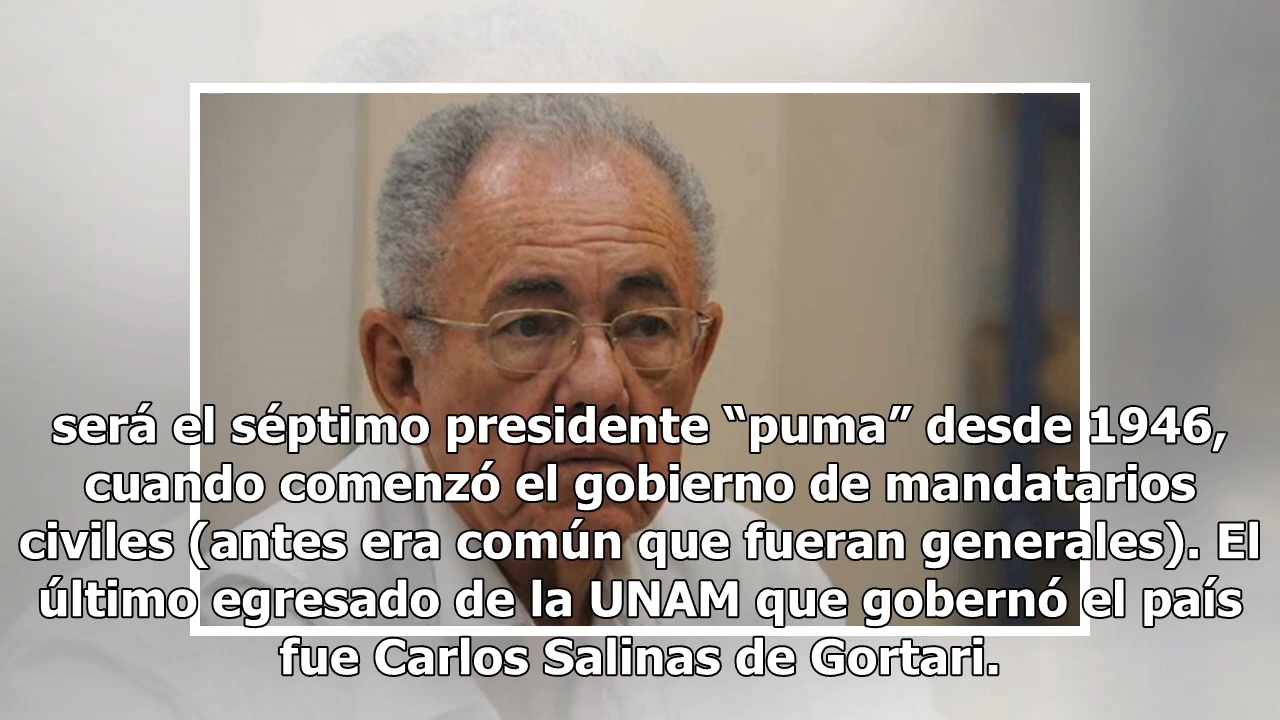 será el séptimo presidente “puma” desde 1946,
cuando comenzó el gobierno de mandatarios
civiles (antes era común que fueran generales). El
último egresado de la UNAM que gobernó el país
fue Carlos Salinas de Gortari.